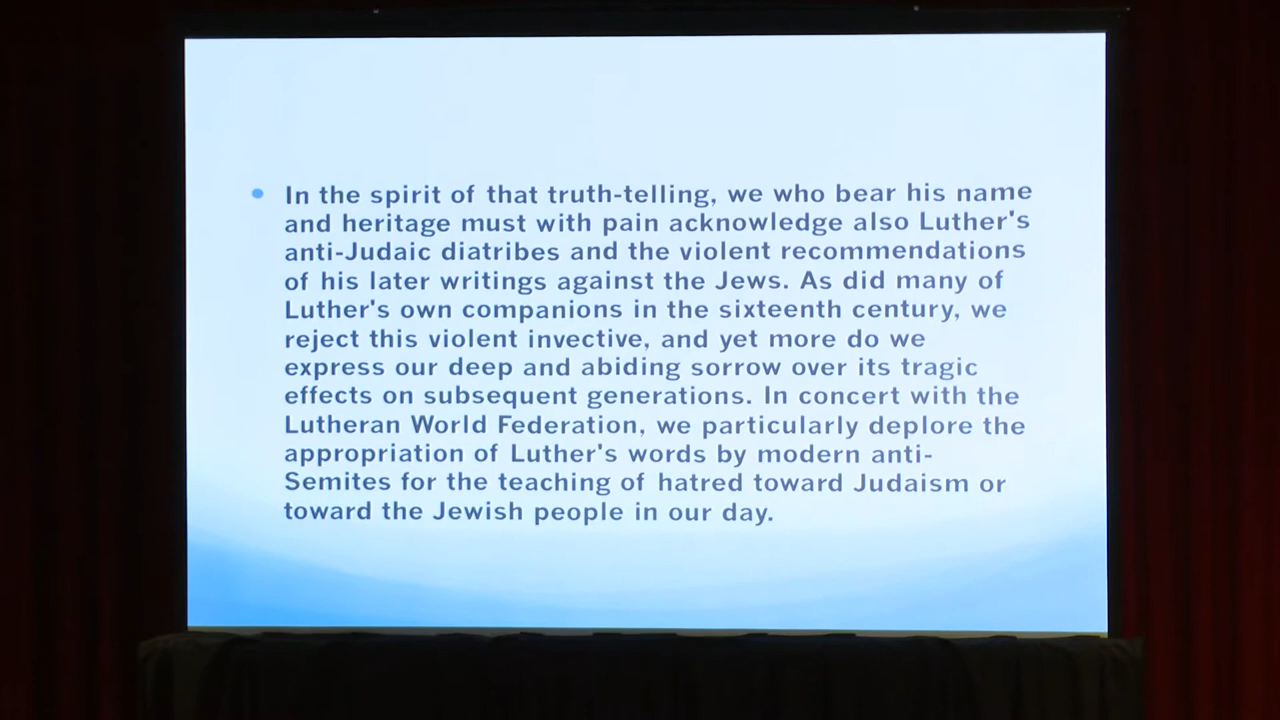 In the spirit of that truth-telling, we who bear his name
and heritage must with pain acknowledge also Luther's
anti-Judaic diatribes and the violent recommendations
of his later writings against the Jews. As did many of
Luther's own companions in the sixteenth century, we
reject this violent invective, and yet more do we
express our deep and abiding sorrow over its tragic
effects on subsequent generations. In concert with the
Lutheran World Federation, we particularly deplore the
appropriation of Luther's words by modern anti-
Semites for the teaching of hatred toward Judaism or
toward the Jewish people in our day.